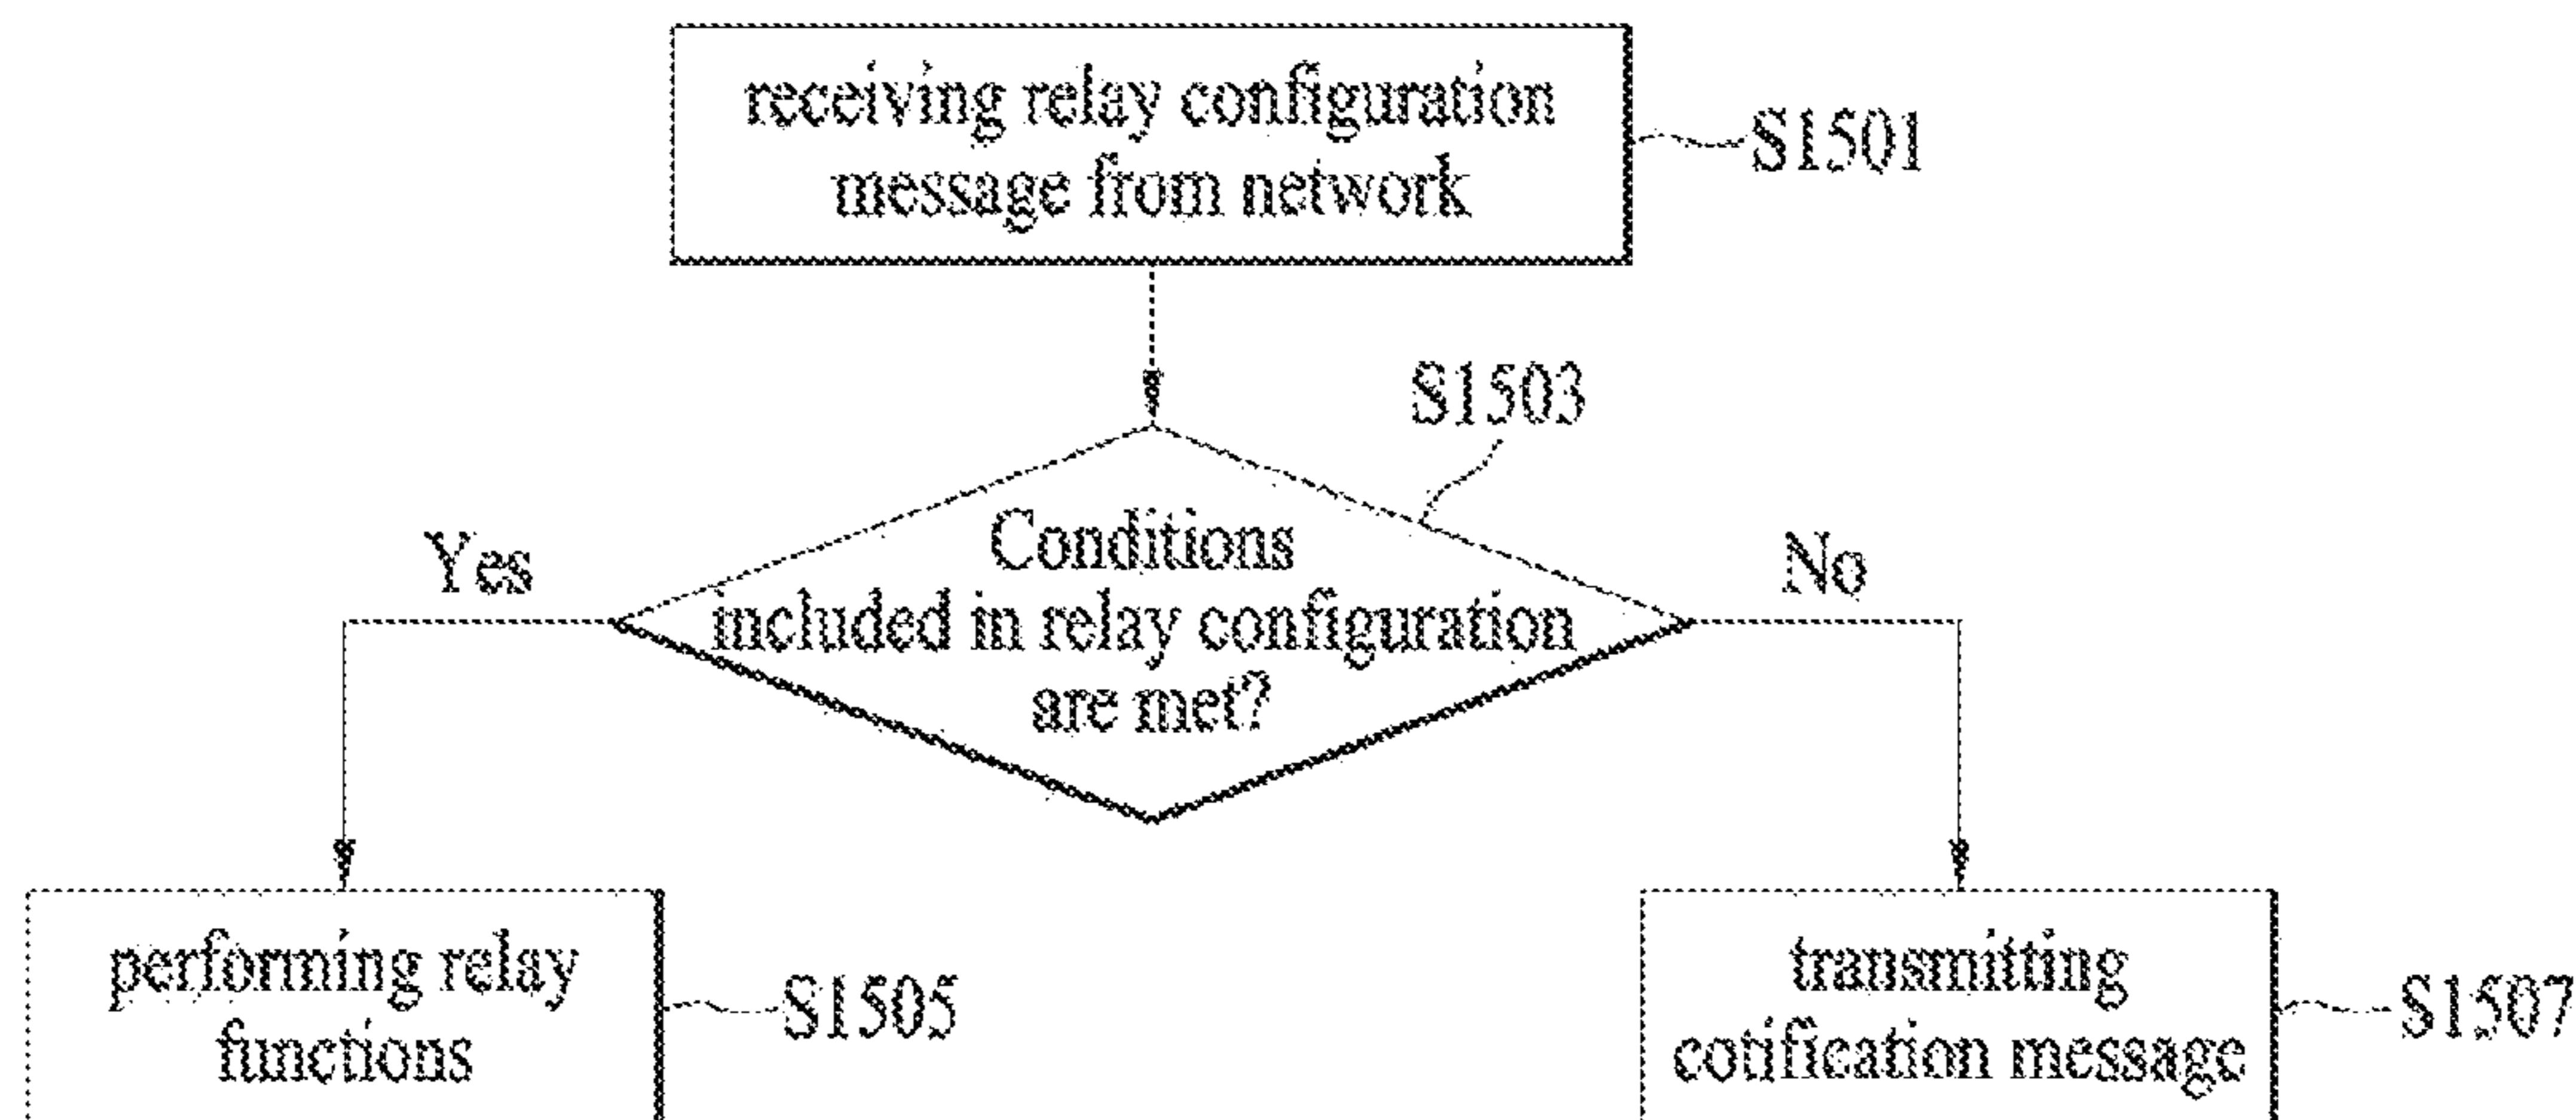 receiving relay configuration
message from network
S1501
S1503
Conditions
included in relay configuration
are met?
Yes
No
performing relay
functions
S1505
transmitting
cotification message
S1507